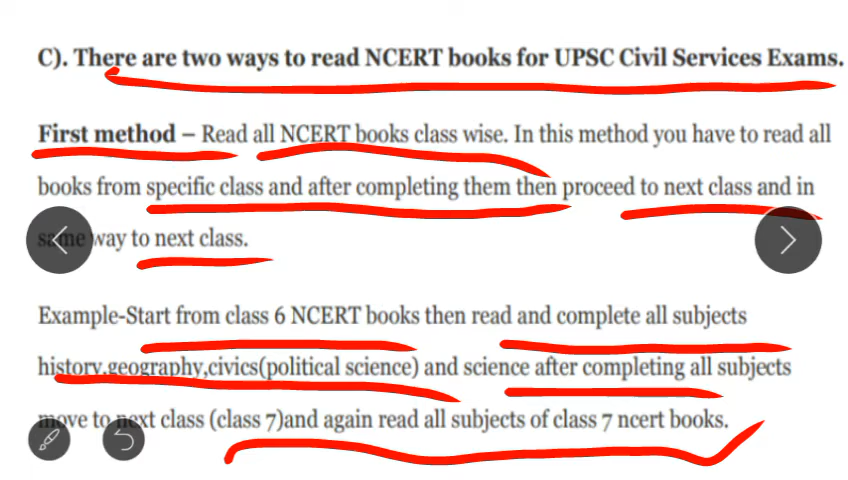 C). There are two ways to read NCERT books for UPSC Civil Services Exams.
First method – Read all NCERT books class wise. In this method you have to read all
books from specific class and after completing them then proceed to next class and in
same way to next class.
Example-Start from class 6 NCERT books then read and complete all subjects
history,geography,civics(political science) and science after completing all subjects
move to next class (class 7)and again read all subjects of class 7 ncert books.